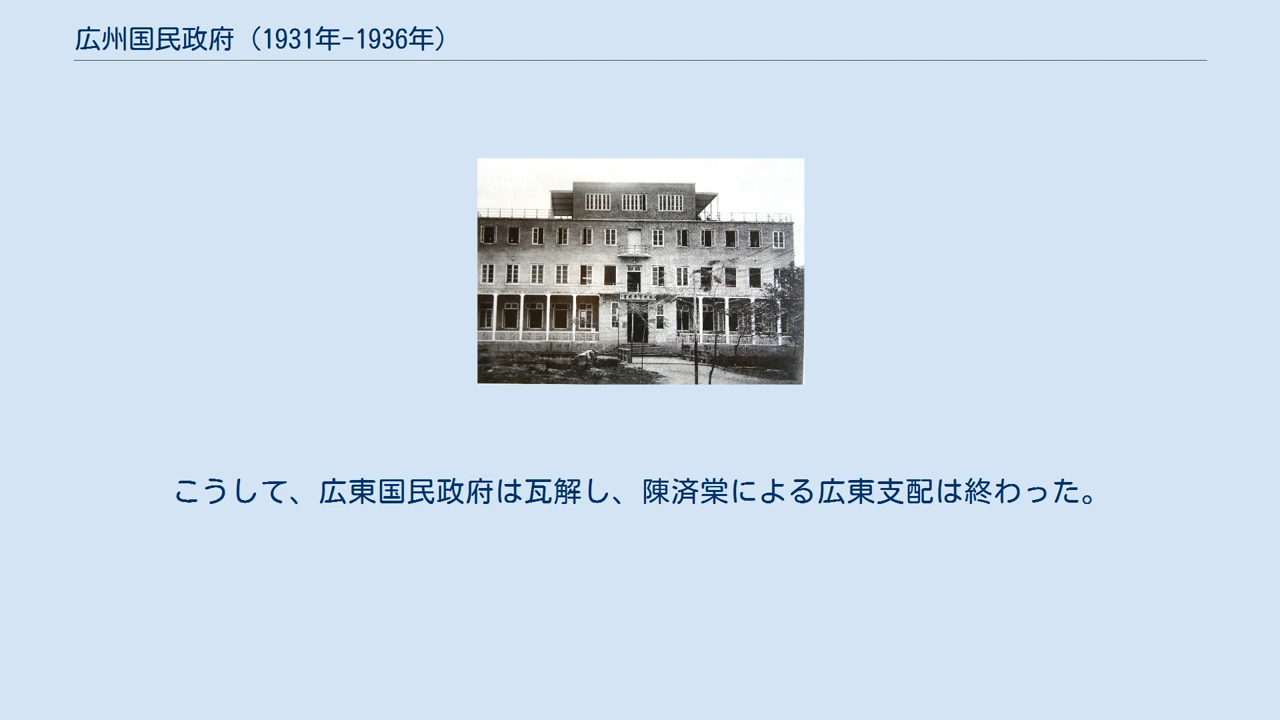 広州国民政府（1931年-1936年）
こうして、広東国民政府は瓦解し、陳済棠による広東支配は終わった。